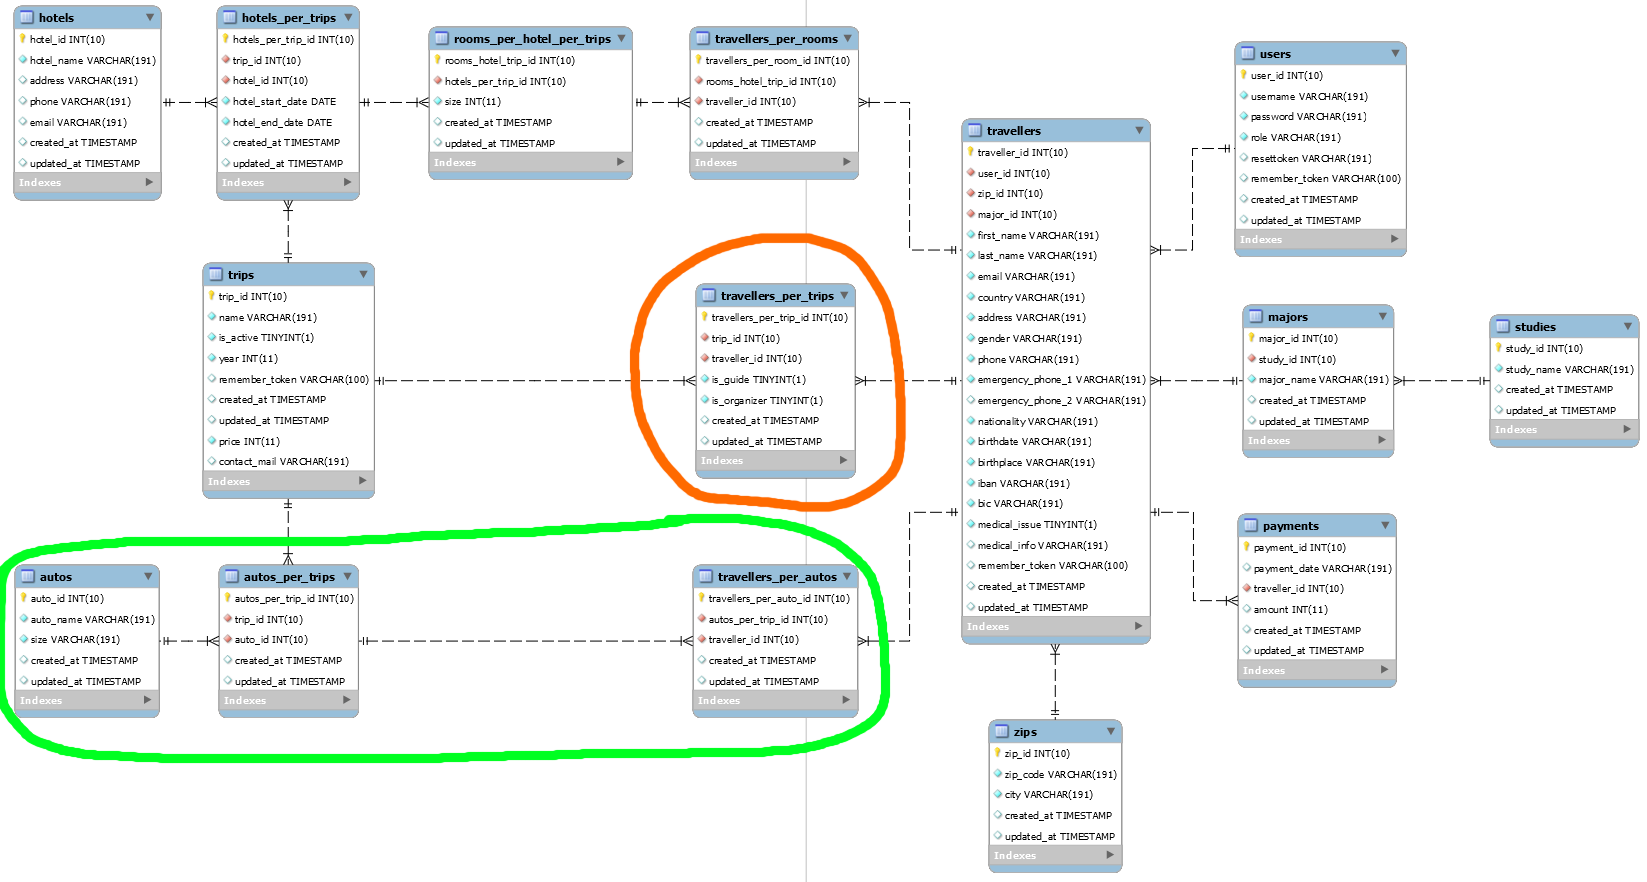 hotels
hotel_id INT(10)
hotel_name VARCHAR(191)
address VARCHAR(191)
phone VARCHAR(191)
email VARCHAR(191)
created_at TIMESTAMP
updated_at TIMESTAMP
Indexes
hotels_per_trips
hotels_per_trip_id INT(10)
trip_id INT(10)
hotel_id INT(10)
hotel_start_date DATE
hotel_end_date DATE
created_at TIMESTAMP
updated_at TIMESTAMP
Indexes
rooms_per_hotel_per_trips
rooms_hotel_trip_id INT(10)
hotels_per_trip_id INT(10)
size INT(11)
created_at TIMESTAMP
updated_at TIMESTAMP
Indexes
travellers_per_rooms
travellers_per_room_id INT(10)
rooms_hotel_trip_id INT(10)
traveller_id INT(10)
created_at TIMESTAMP
updated_at TIMESTAMP
Indexes
travellers
traveller_id INT(10)
user_id INT(10)
zip_id INT(10)
major_id INT(10)
first_name VARCHAR(191)
last_name VARCHAR(191)
email VARCHAR(191)
country VARCHAR(191)
address VARCHAR(191)
gender VARCHAR(191)
phone VARCHAR(191)
emergency_phone_1 VARCHAR(191)
emergency_phone_2 VARCHAR(191)
nationality VARCHAR(191)
birthdate VARCHAR(191)
birthplace VARCHAR(191)
iban VARCHAR(191)
bic VARCHAR(191)
medical_issue TINYINT(1)
medical_info VARCHAR(191)
remember_token VARCHAR(100)
created_at TIMESTAMP
updated_at TIMESTAMP
Indexes
users
user_id INT(10)
username VARCHAR(191)
password VARCHAR(191)
role VARCHAR(191)
resettoken VARCHAR(191)
remember_token VARCHAR(100)
created_at TIMESTAMP
updated_at TIMESTAMP
Indexes
trips
trip_id INT(10)
name VARCHAR(191)
is_active TINYINT(1)
year INT(11)
remember_token VARCHAR(100)
created_at TIMESTAMP
updated_at TIMESTAMP
price INT(11)
contact_mail VARCHAR(191)
Indexes
travellers_per_trips
travellers_per_trip_id INT(10)
trip_id INT(10)
traveller_id INT(10)
is_guide TINYINT(1)
is_organizer TINYINT(1)
created_at TIMESTAMP
updated_at TIMESTAMP
Indexes
majors
major_id INT(10)
study_id INT(10)
major_name VARCHAR(191)
created_at TIMESTAMP
updated_at TIMESTAMP
Indexes
studies
study_id INT(10)
study_name VARCHAR(191)
created_at TIMESTAMP
updated_at TIMESTAMP
Indexes
autos
auto_id INT(10)
auto_name VARCHAR(191)
size VARCHAR(191)
created_at TIMESTAMP
updated_at TIMESTAMP
Indexes
autos_per_trips
autos_per_trip_id INT(10)
trip_id INT(10)
auto_id INT(10)
created_at TIMESTAMP
updated_at TIMESTAMP
Indexes
travellers_per_autos
travellers_per_auto_id INT(10)
autos_per_trip_id INT(10)
traveller_id INT(10)
created_at TIMESTAMP
updated_at TIMESTAMP
Indexes
payments
payment_id INT(10)
payment_date VARCHAR(191)
traveller_id INT(10)
amount INT(11)
created_at TIMESTAMP
updated_at TIMESTAMP
Indexes
zips
zip_id INT(10)
zip_code VARCHAR(191)
city VARCHAR(191)
created_at TIMESTAMP
updated_at TIMESTAMP
Indexes